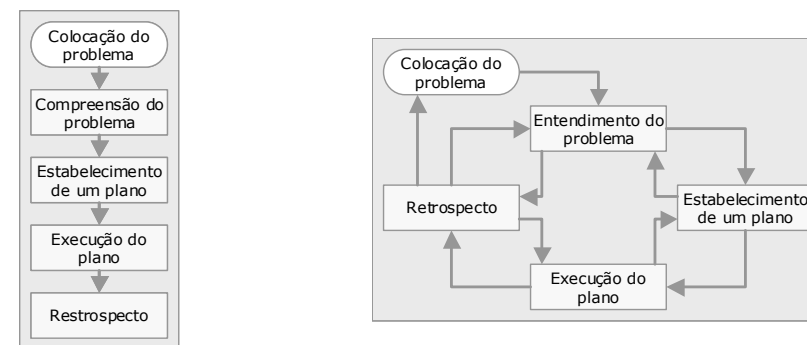 Colocação do
problema
Compreensão do
problema
Estabelecimento
de um plano
Execução do
plano
Restrospecto
Colocação do
problema
Entendimento do
problema
Retrospecto
Estabelecimento
de um plano
Execução do
plano